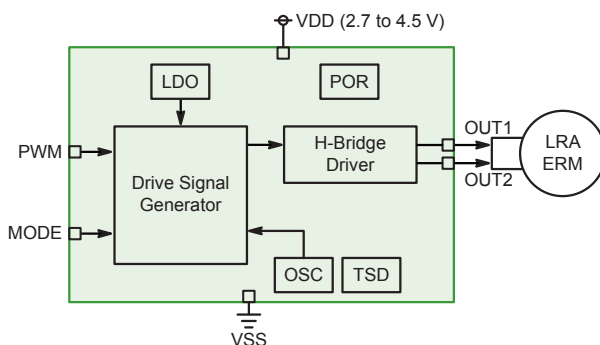 VDD (2.7 to 4.5 V)
LDO
POR
PWM
MODE
Drive Signal
Generator
H-Bridge
Driver
OUT1
OUT2
LRA
ERM
OSC
TSD
VSS